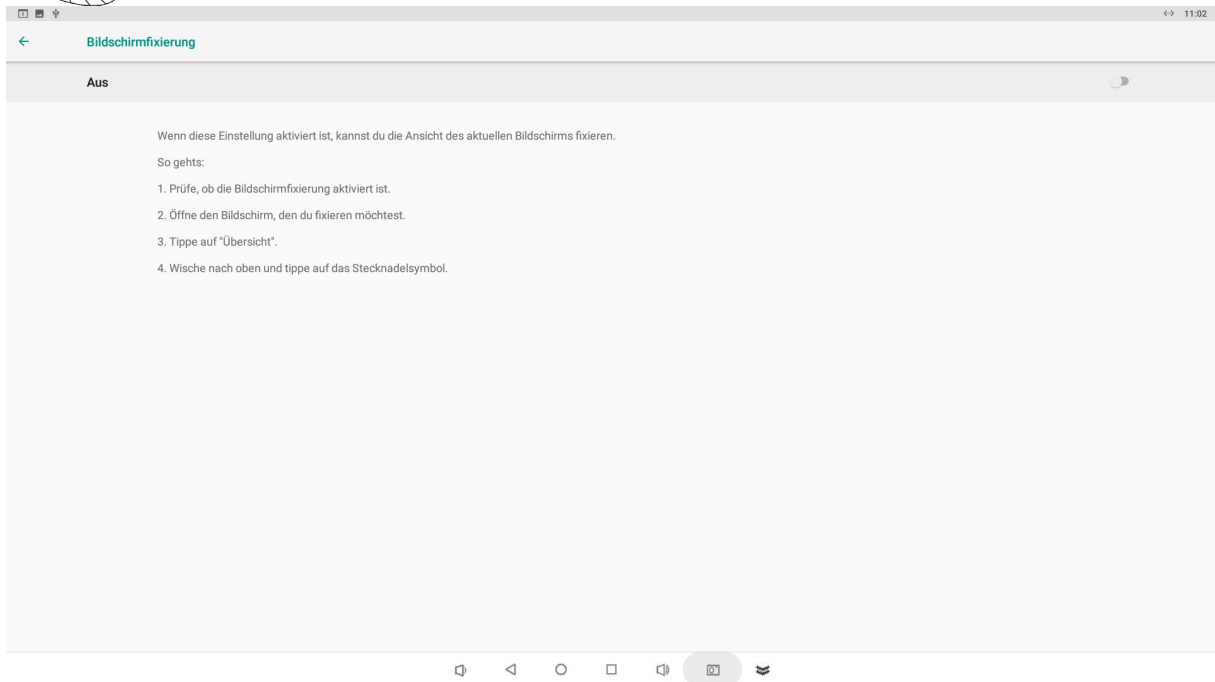 11:02
Bildschirmfixierung
Aus
Wenn diese Einstellung aktiviert ist, kannst du die Ansicht des aktuellen Bildschirms fixieren.
So gehts:
1. Prüfe, ob die Bildschirmfixierung aktiviert ist.
2. Öffne den Bildschirm, den du fixieren möchtest.
3. Tippe auf "Übersicht".
4. Wische nach oben und tippe auf das Stecknadelsymbol.